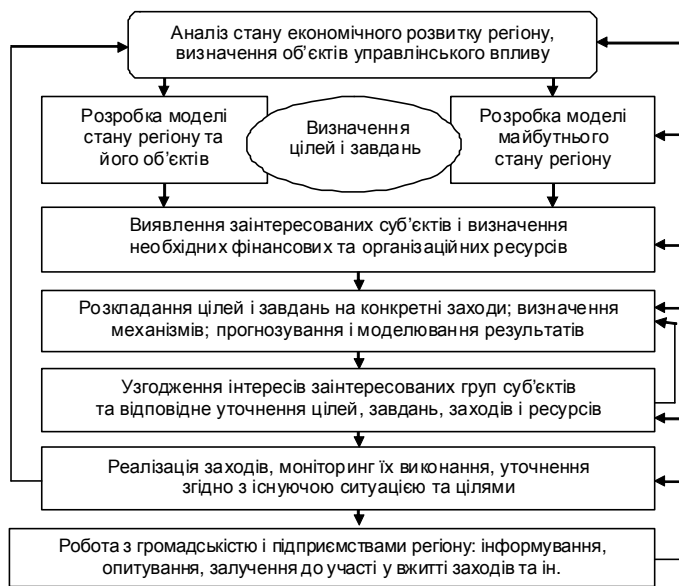 Аналіз стану економічного розвитку регіону,
визначення об’єктів управлінського впливу
Розробка моделі
стану регіону та
його об’єктів
Визначення
цілей і завдань
Розробка моделі
майбутнього
стану регіону
Виявлення заінтересованих суб’єктів і визначення
необхідних фінансових та організаційних ресурсів
Розкладання цілей і завдань на конкретні заходи; визначення
механізмів; прогнозування і моделювання результатів
Узгодження інтересів заінтересованих груп суб’єктів
та відповідне уточнення цілей, завдань, заходів і ресурсів
Реалізація заходів, моніторинг їх виконання, уточнення
згідно з існуючою ситуацією та цілями
Робота з громадськістю і підприємствами регіону: інформування,
опитування, залучення до участі у вжитті заходів та ін.